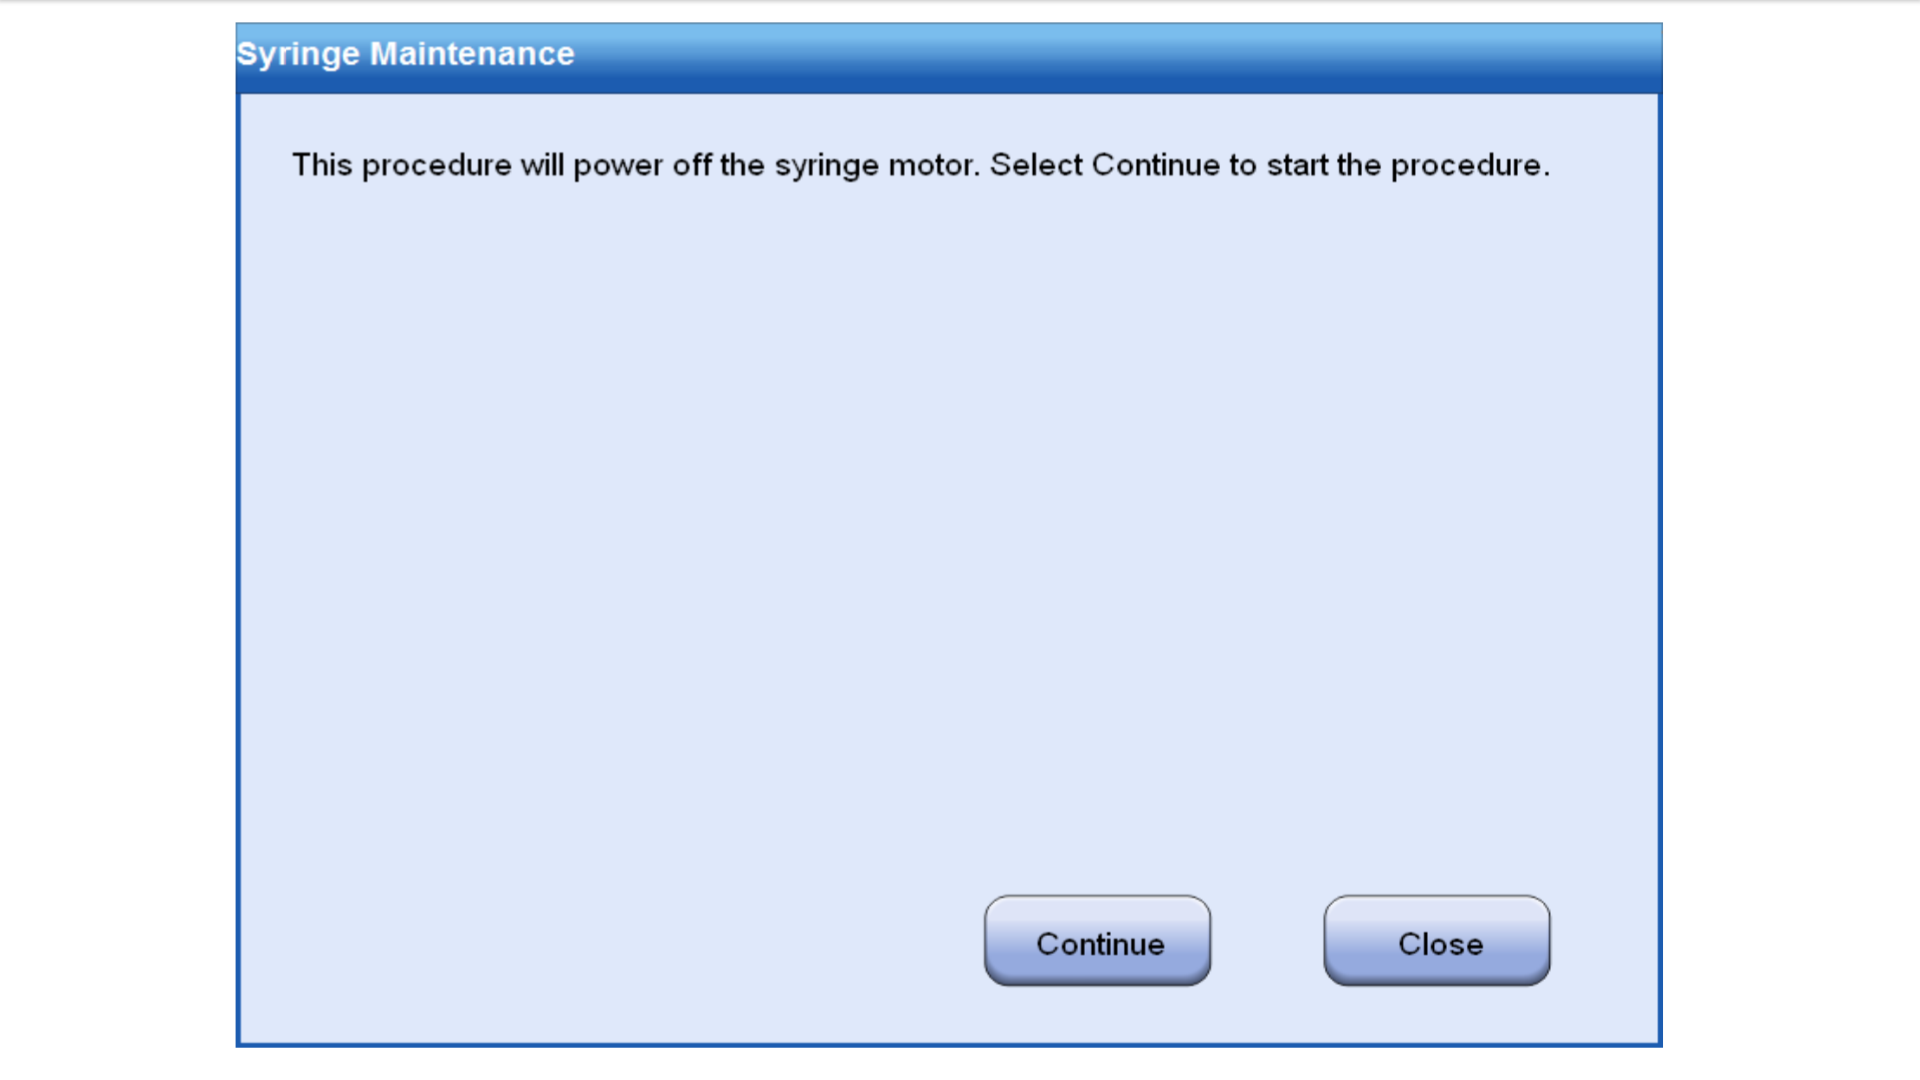 Syringe Maintenance
This procedure will power off the syringe motor. Select Continue to start the procedure.
Continue
Close